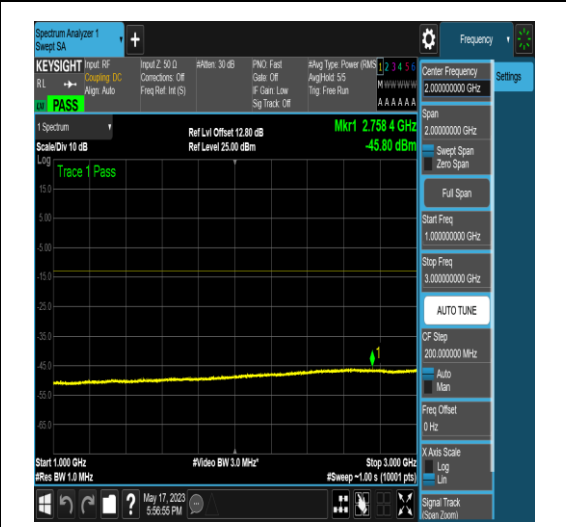 Spectrum Analyzer 1
Swept SA
Frequency
KEYSIGHT Input: RF Input Z: 50 Ω #Atten: 30 dB PNO: Fast #Avg Type: Power (RMS 1 2 3 4 5 6
RL Coupling: DC Corrections: Off Gate: Off Avg|Hold: 5/5 M W W W W W
Align: Auto Freq Ref: Int (S) IF Gain: Low Trig: Free Run
PASS Sig Track: Off A A A A A A
1 Spectrum
Scale/Div 10 dB
Ref Lvl Offset 12.80 dB
Ref Level 25.00 dBm
Mkr1 2.758 4 GHz
-45.80 dBm
Log
Trace 1 Pass
15.0
5.00
-5.00
-15.0
-25.0
-35.0
-45.0
-55.0
-65.0
1
Start 1.000 GHz #Video BW 3.0 MHz* Stop 3.000 GHz
#Res BW 1.0 MHz #Sweep ~1.00 s (10001 pts)
May 17, 2023
5:56:55 PM
Center Frequency
2.000000000 GHz
Settings
Span
2.00000000 GHz
Swept Span
Zero Span
Full Span
Start Freq
1.000000000 GHz
Stop Freq
3.000000000 GHz
AUTO TUNE
CF Step
200.000000 MHz
Auto
Man
Freq Offset
0 Hz
X Axis Scale
Log
Lin
Signal Track
(Span Zoom)